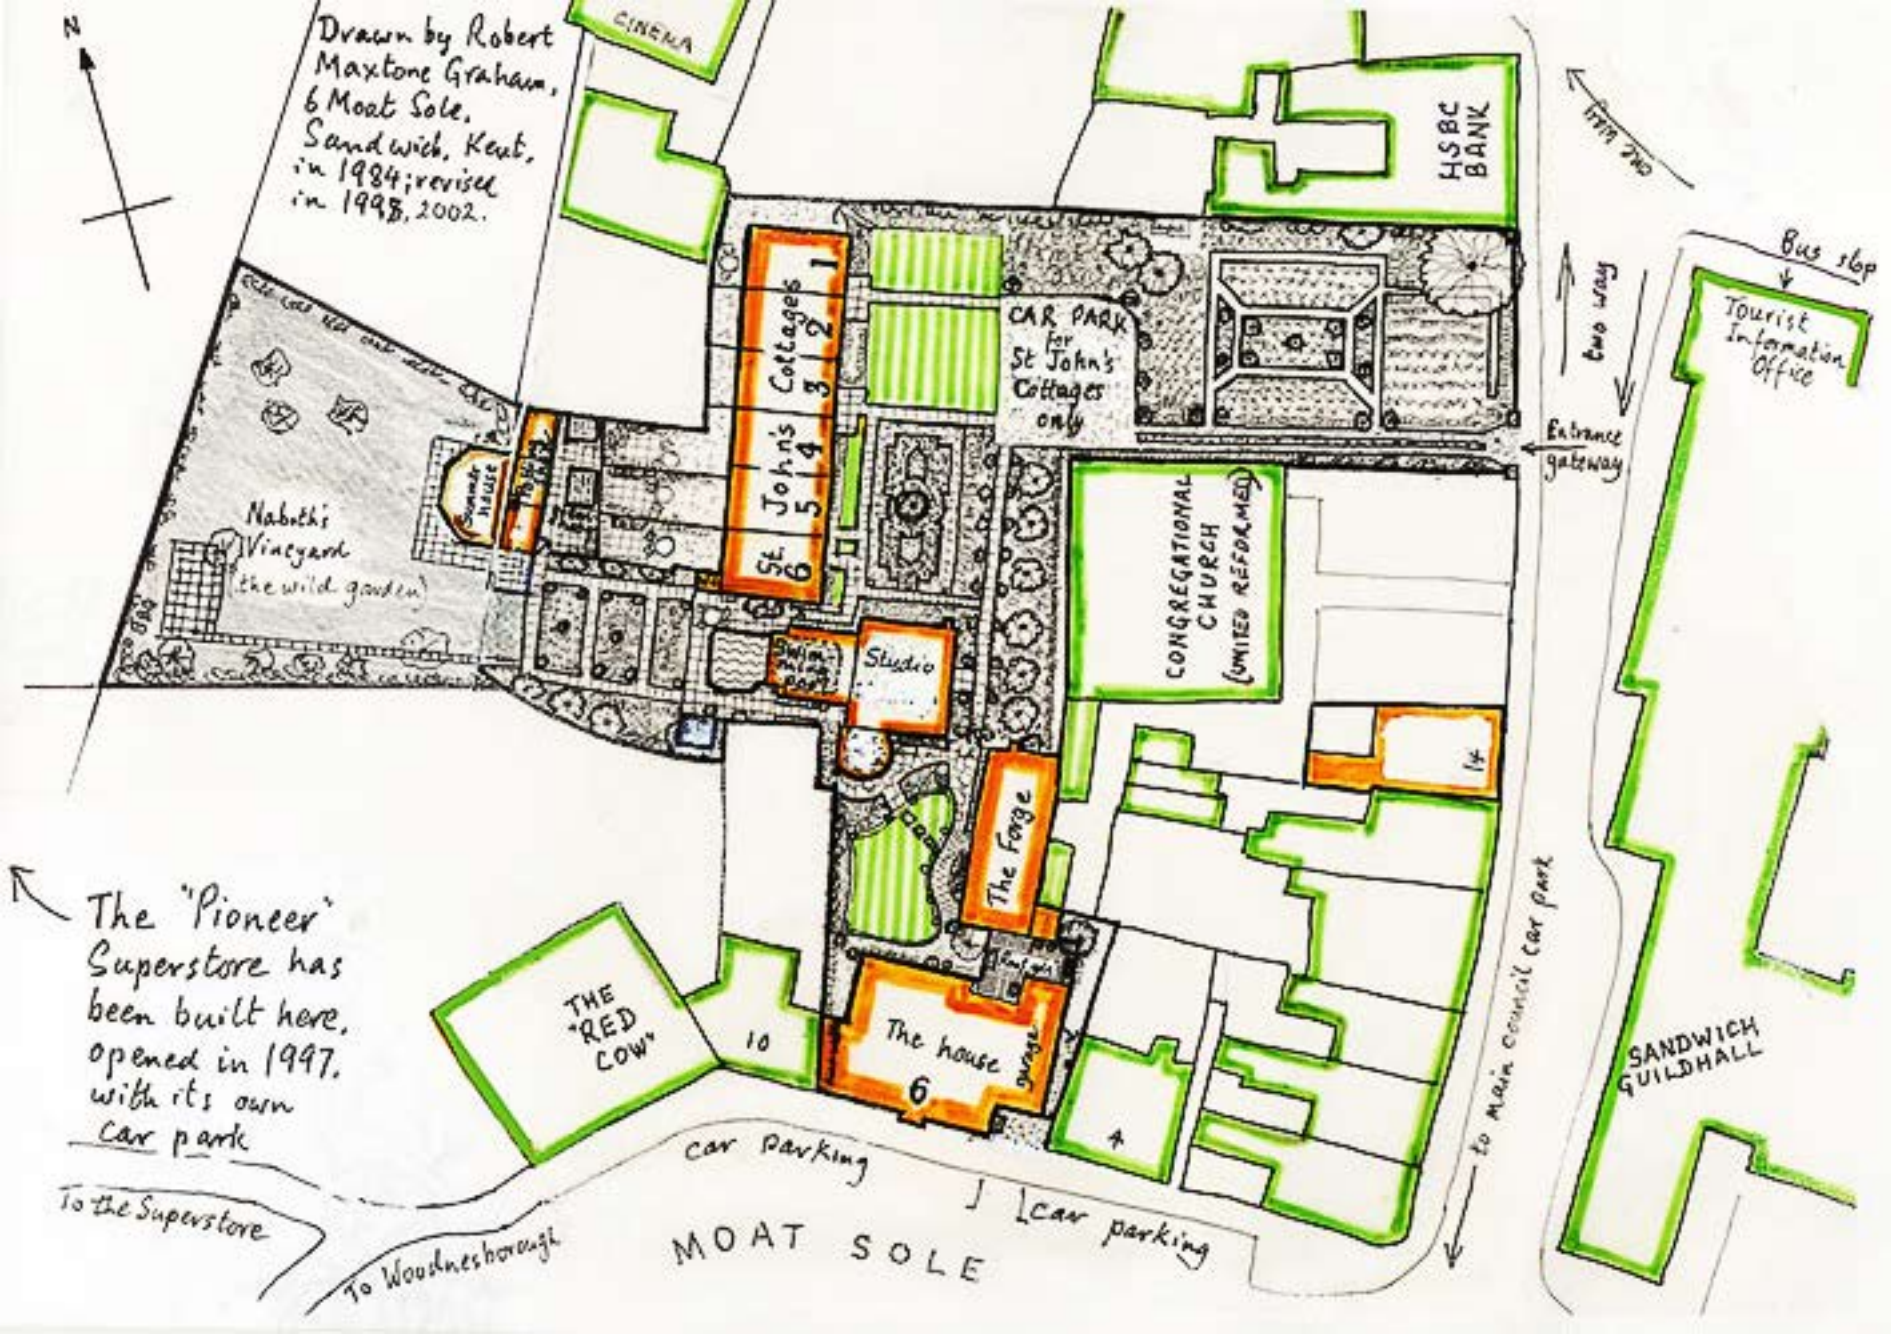 N
Drawn by Robert
Maxtone Graham,
6 Moat Sole,
Sandwich, Kent,
in 1984; revised
in 1998, 2002.
CINEMA
HSBC
BANK
ONE WAY
two way
Bus stop
Tourist
Information
Office
Entrance
gateway
CAR PARK
for
St John's
Cottages
only
St. John's Cottages
1
2
3
4
5
6
Summer
house
Naboth's
Vineyard
(the wild garden)
Swim-
ming
pool
Studio
CONGREGATIONAL
CHURCH
(UNITED REFORMED)
14
The Forge
The house
6
garage
4
10
THE
"RED
COW"
The "Pioneer"
Superstore has
been built here,
opened in 1997,
with its own
car park
To the Superstore
To Woodnesborough
car parking
car parking
MOAT SOLE
to main council car park
SANDWICH
GUILDHALL